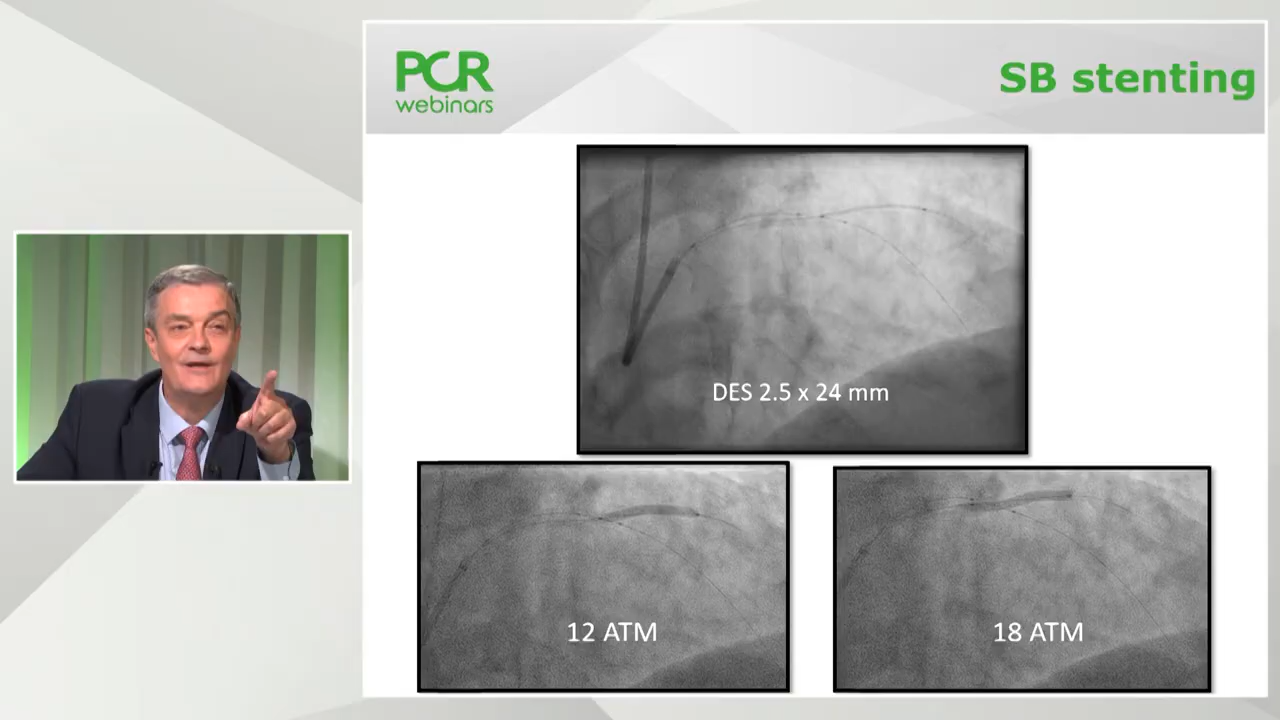 PCR
webinars
SB stenting
DES 2.5 x 24 mm
12 ATM
18 ATM